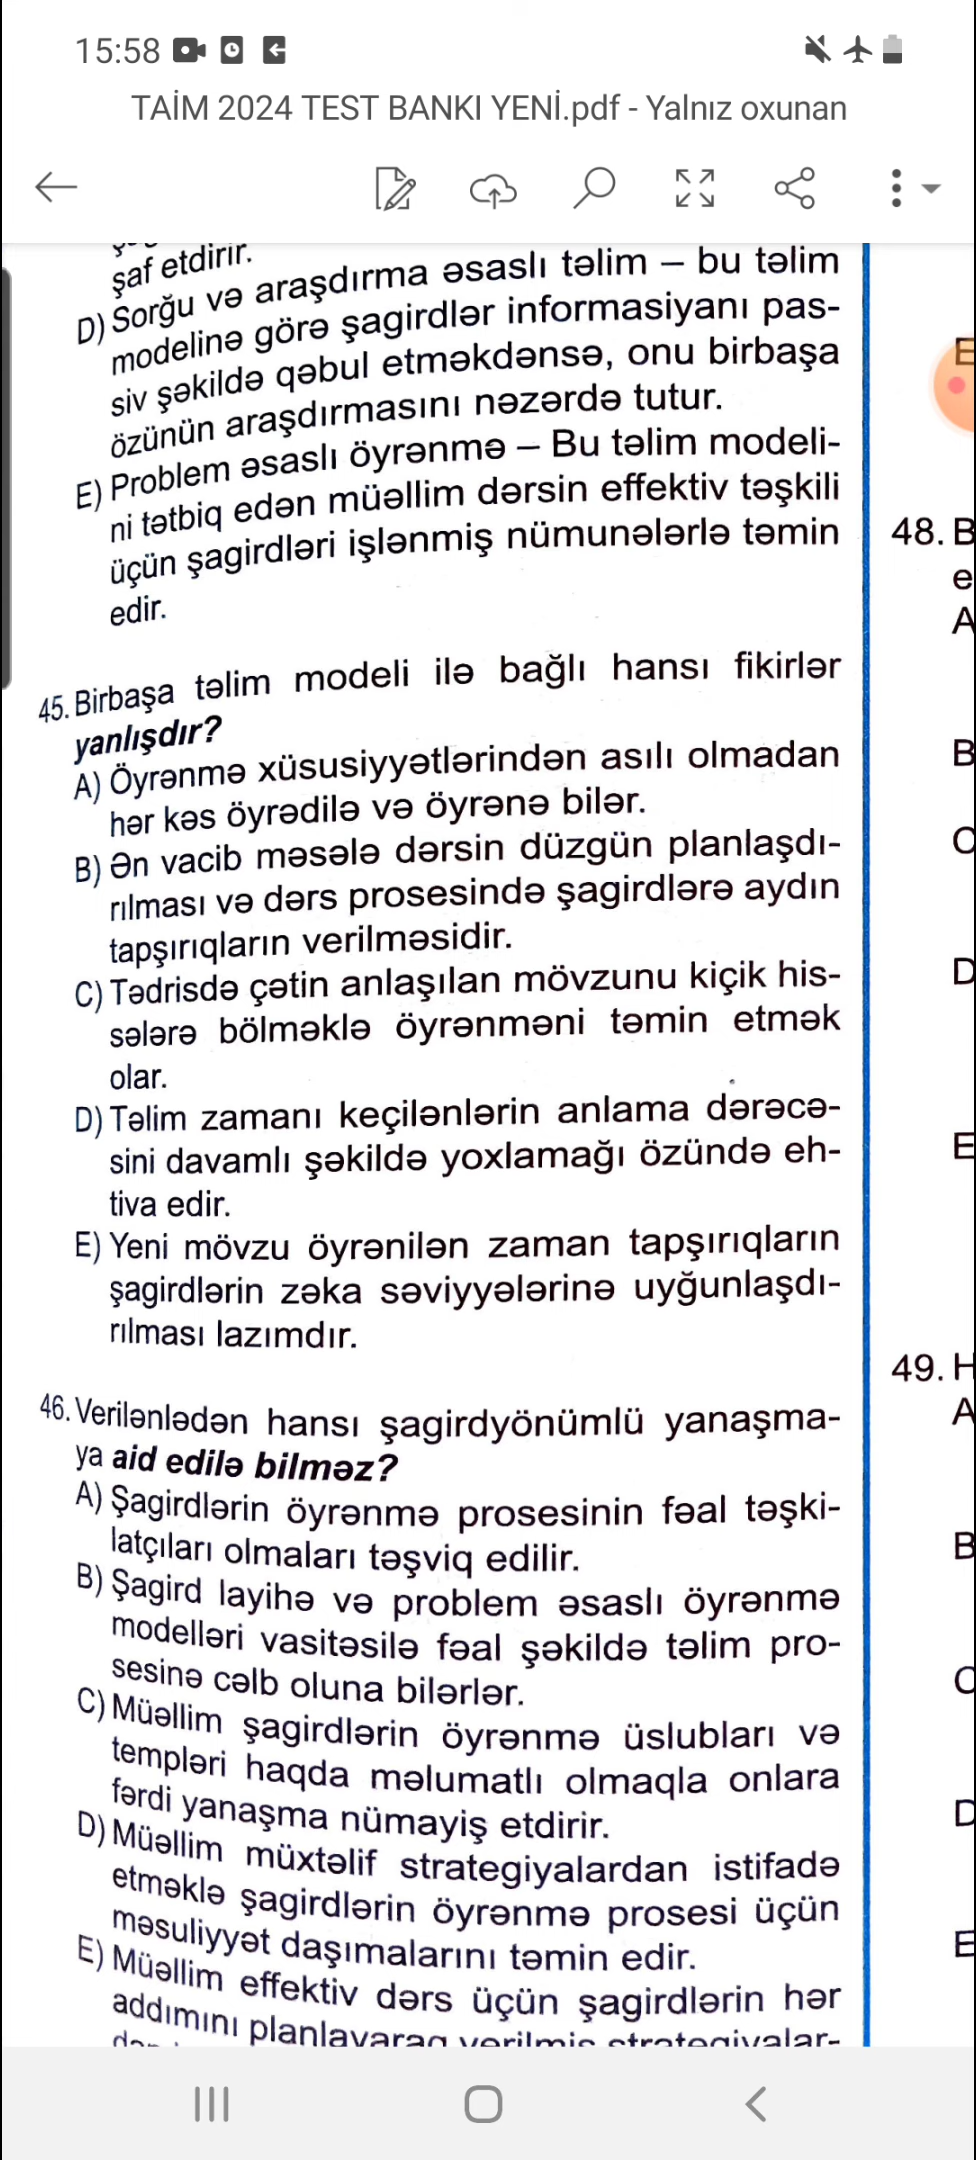 15:58
TAİM 2024 TEST BANKI YENİ.pdf - Yalnız oxunan
şaf etdirir.
D) Sorğu və araşdırma əsaslı təlim – bu təlim
modelinə görə şagirdlər informasiyanı pas-
siv şəkildə qəbul etməkdənsə, onu birbaşa
özünün araşdırmasını nəzərdə tutur.
E) Problem əsaslı öyrənmə – Bu təlim modeli-
ni tətbiq edən müəllim dərsin effektiv təşkili
üçün şagirdləri işlənmiş nümunələrlə təmin
edir.
45. Birbaşa təlim modeli ilə bağlı hansı fikirlər
yanlışdır?
A) Öyrənmə xüsusiyyətlərindən asılı olmadan
hər kəs öyrədilə və öyrənə bilər.
B) Ən vacib məsələ dərsin düzgün planlaşdı-
rılması və dərs prosesində şagirdlərə aydın
tapşırıqların verilməsidir.
C) Tədrisdə çətin anlaşılan mövzunu kiçik his-
sələrə bölməklə öyrənməni təmin etmək
olar.
D) Təlim zamanı keçilənlərin anlama dərəcə-
sini davamlı şəkildə yoxlamağı özündə eh-
tiva edir.
E) Yeni mövzu öyrənilən zaman tapşırıqların
şagirdlərin zəka səviyyələrinə uyğunlaşdı-
rılması lazımdır.
46. Verilənlədən hansı şagirdyönümlü yanaşma-
ya aid edilə bilməz?
A) Şagirdlərin öyrənmə prosesinin fəal təşki-
latçıları olmaları təşviq edilir.
B) Şagird layihə və problem əsaslı öyrənmə
modelləri vasitəsilə fəal şəkildə təlim pro-
sesinə cəlb oluna bilərlər.
C) Müəllim şagirdlərin öyrənmə üslubları və
templəri haqda məlumatlı olmaqla onlara
fərdi yanaşma nümayiş etdirir.
D) Müəllim müxtəlif strategiyalardan istifadə
etməklə şagirdlərin öyrənmə prosesi üçün
məsuliyyət daşımalarını təmin edir.
E) Müəllim effektiv dərs üçün şagirdlərin hər
addımını planlayaraq verilmiş strategiyalar-
E
48. B
e
A
B
C
D
E
49. H
A
B
C
D
E